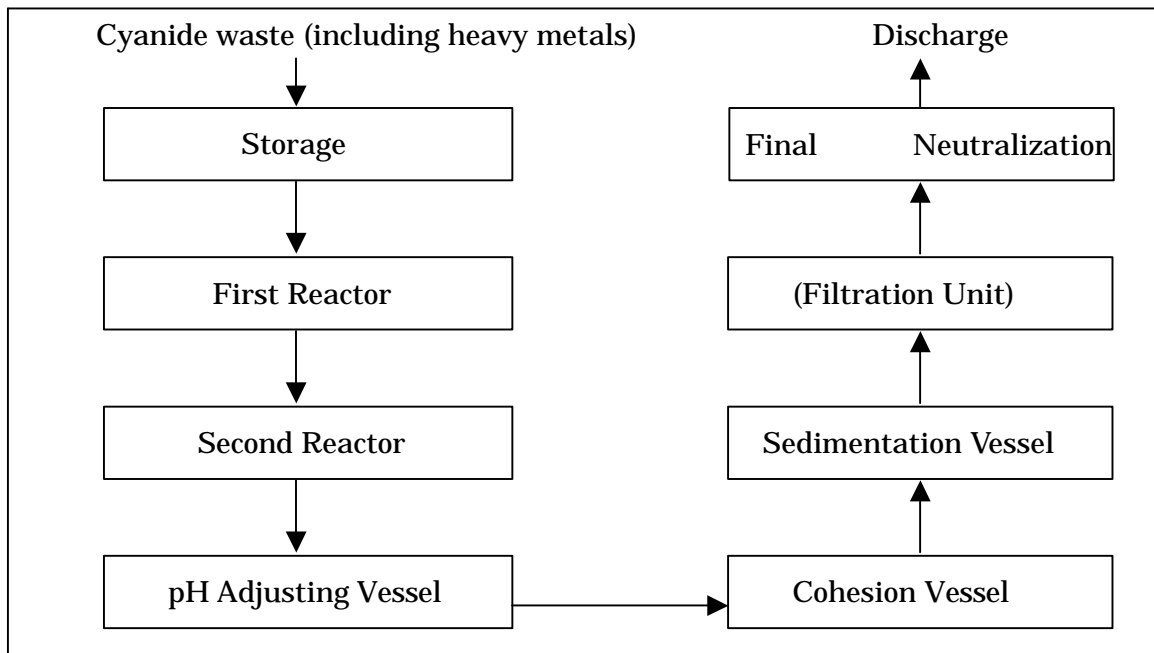 Cyanide waste (including heavy metals)
Storage
First Reactor
Second Reactor
pH Adjusting Vessel
Cohesion Vessel
Sedimentation Vessel
(Filtration Unit)
Final Neutralization
Discharge